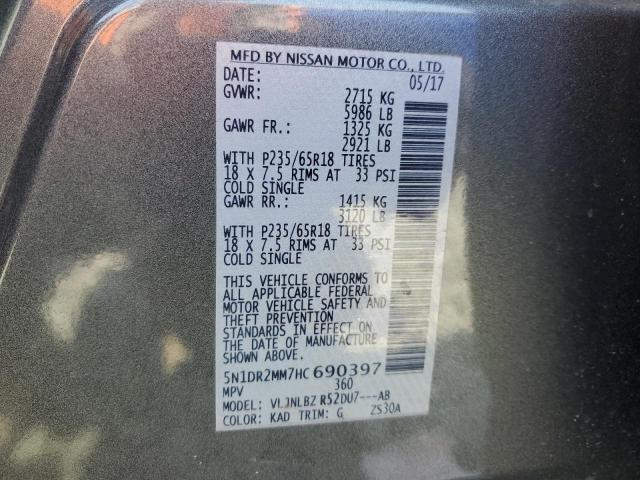 MFD BY NISSAN MOTOR CO., LTD.
DATE: 05/17
GVWR: 2715 KG
5986 LB
GAWR FR.: 1325 KG
2921 LB
WITH P235/65R18 TIRES
18 X 7.5 RIMS AT 33 PSI
COLD SINGLE
GAWR RR.: 1415 KG
3120 LB
WITH P235/65R18 TIRES
18 X 7.5 RIMS AT 33 PSI
COLD SINGLE
THIS VEHICLE CONFORMS TO
ALL APPLICABLE FEDERAL
MOTOR VEHICLE SAFETY AND
THEFT PREVENTION
STANDARDS IN EFFECT ON
THE DATE OF MANUFACTURE
SHOWN ABOVE.
5N1DR2MM7HC690397
MPV 360
MODEL: R52DU7---AB
COLOR: KAD TRIM: G ZS30A